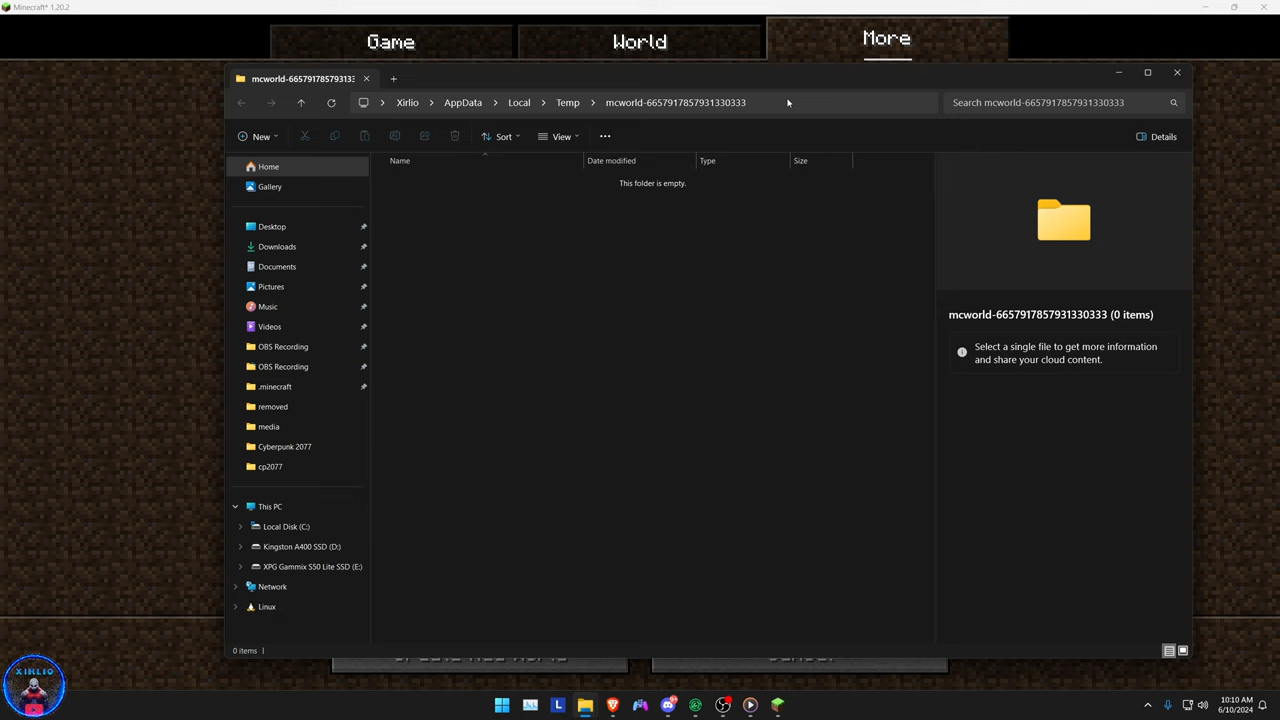 Minecraft* 1.20.2
Game
World
More
mcworld-66579178579313
Xirlio > AppData > Local > Temp > mcworld-6657917857931330333
Search mcworld-6657917857931330333
New
Sort
View
Details
Name
Date modified
Type
Size
This folder is empty.
Home
Gallery
Desktop
Downloads
Documents
Pictures
Music
Videos
OBS Recording
OBS Recording
.minecraft
removed
media
Cyberpunk 2077
cp2077
This PC
Local Disk (C:)
Kingston A400 SSD (D:)
XPG Gammix S50 Lite SSD (E:)
Network
Linux
mcworld-6657917857931330333 (0 items)
Select a single file to get more information
and share your cloud content.
0 items
XIRLIO
10:10 AM
6/10/2024